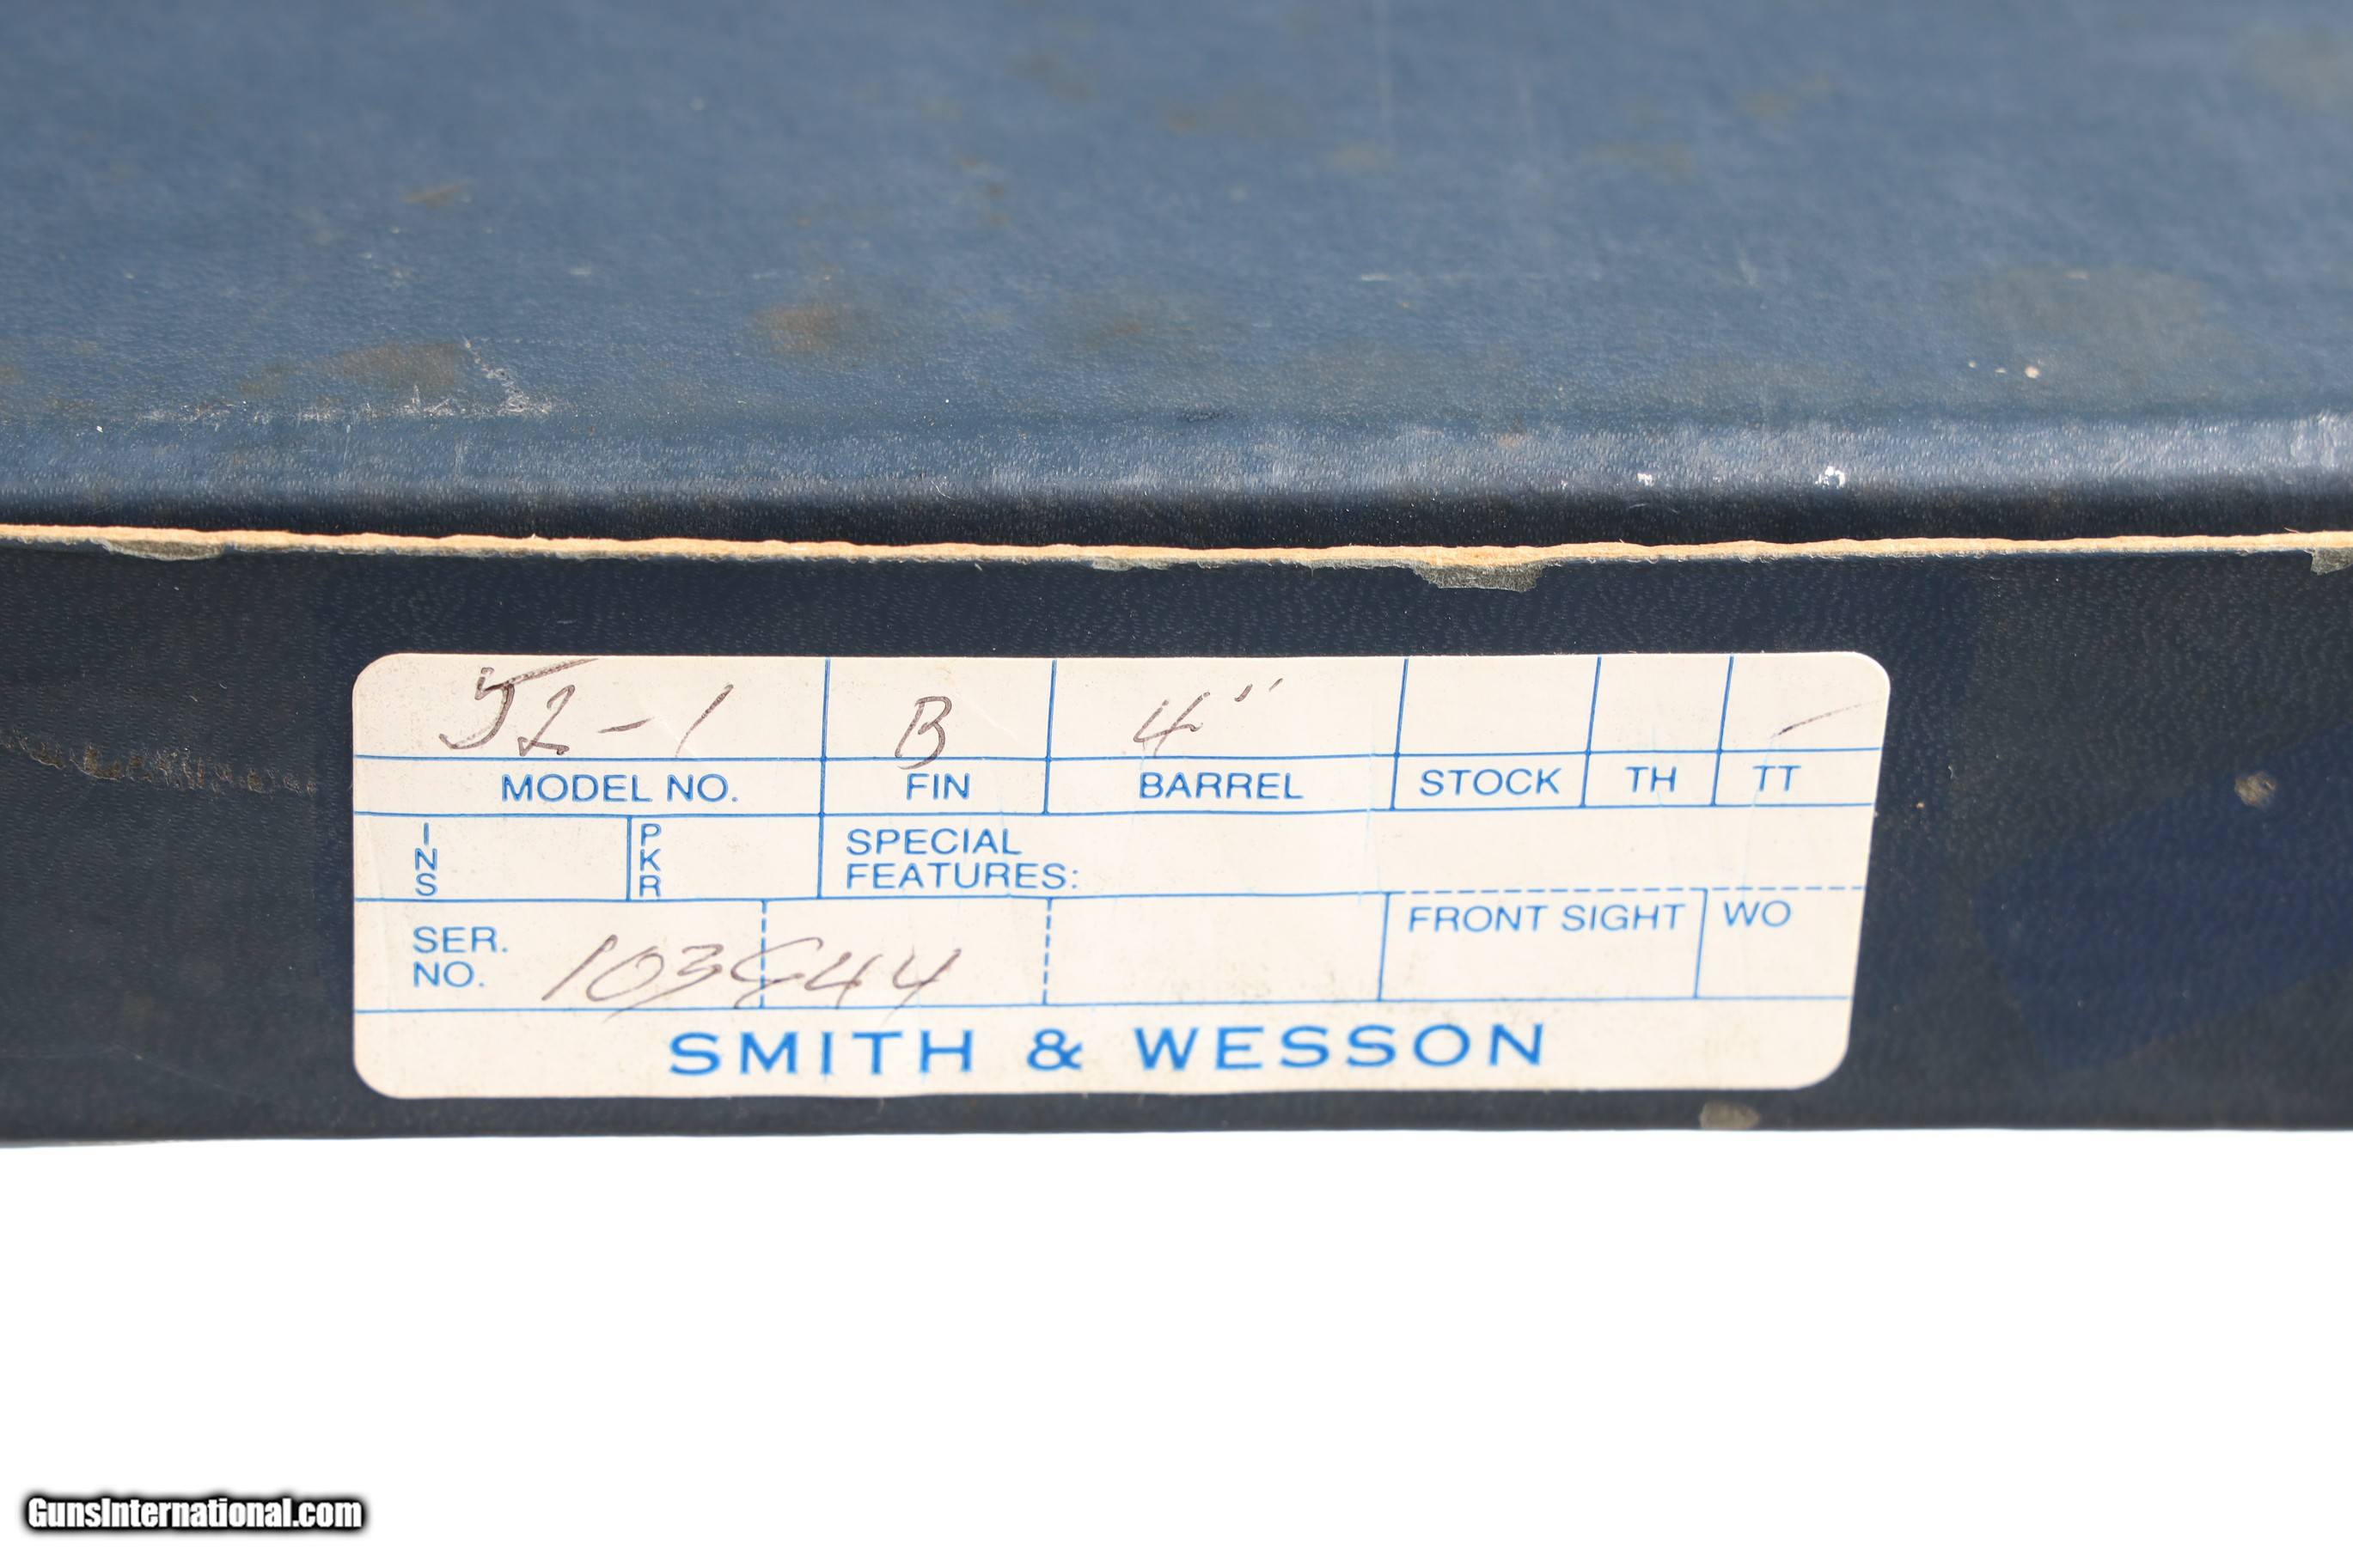 52-1 B 4" -
MODEL NO. FIN BARREL STOCK TH TT
INS PKR SPECIAL
FEATURES:
SER.
NO. 103844 FRONT SIGHT WO
SMITH & WESSON
GunsInternational.com